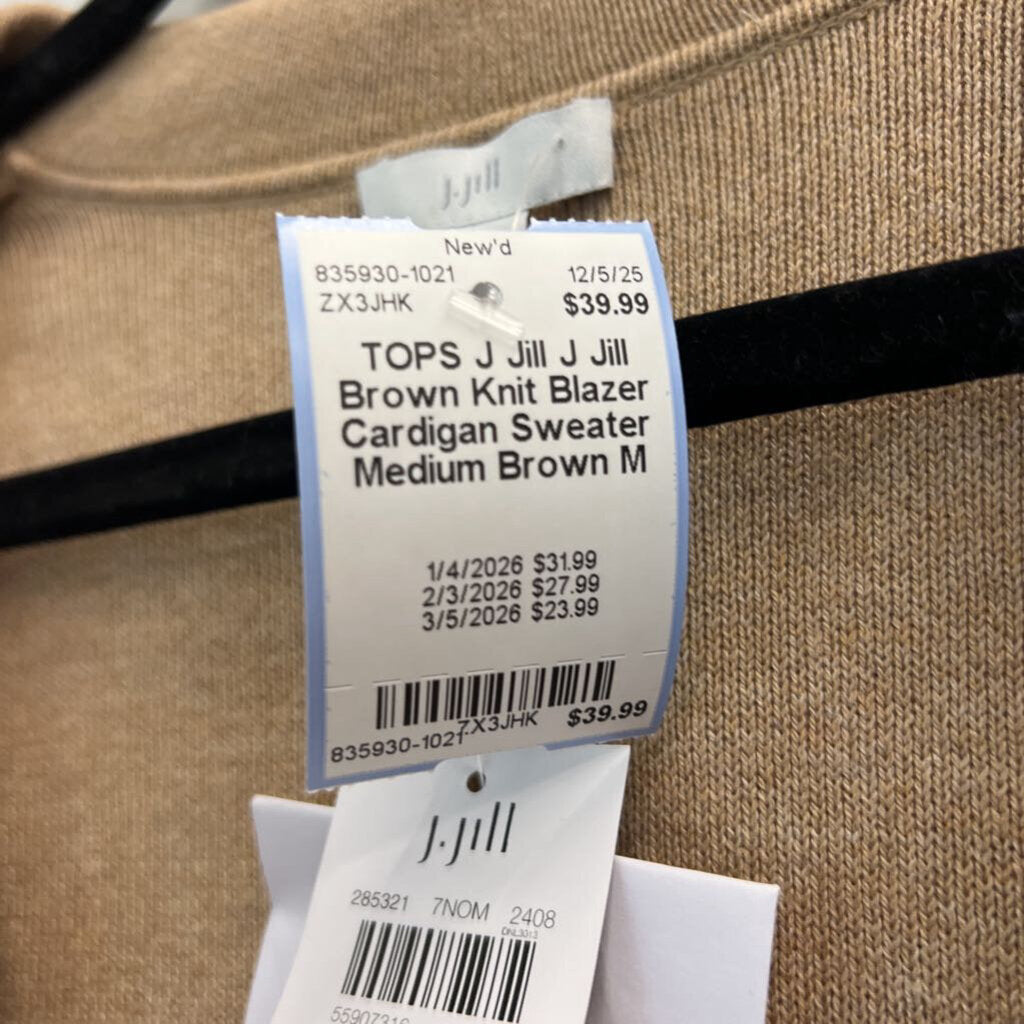 J.Jill
New'd
835930-1021 12/5/25
ZX3JHK $39.99
TOPS J Jill J Jill
Brown Knit Blazer
Cardigan Sweater
Medium Brown M
1/4/2026 $31.99
2/3/2026 $27.99
3/5/2026 $23.99
ZX3JHK $39.99
835930-1021
J.Jill
285321 7NOM 2408